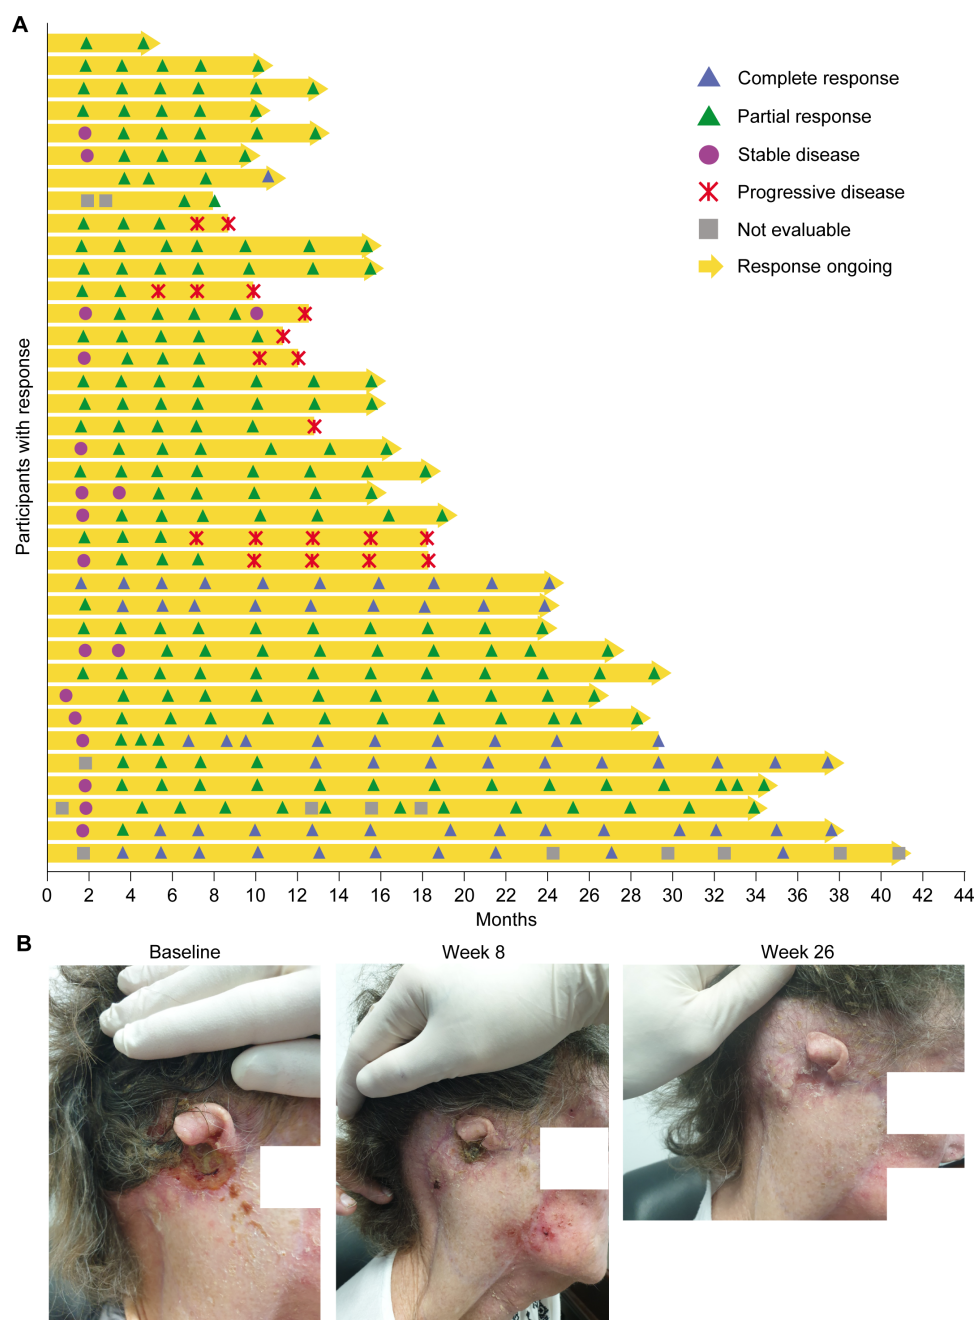 A
Complete response
Partial response
Stable disease
Progressive disease
Not evaluable
Response ongoing
Participants with response
0 2 4 6 8 10 12 14 16 18 20 22 24 26 28 30 32 34 36 38 40 42 44
Months
B
Baseline
Week 8
Week 26